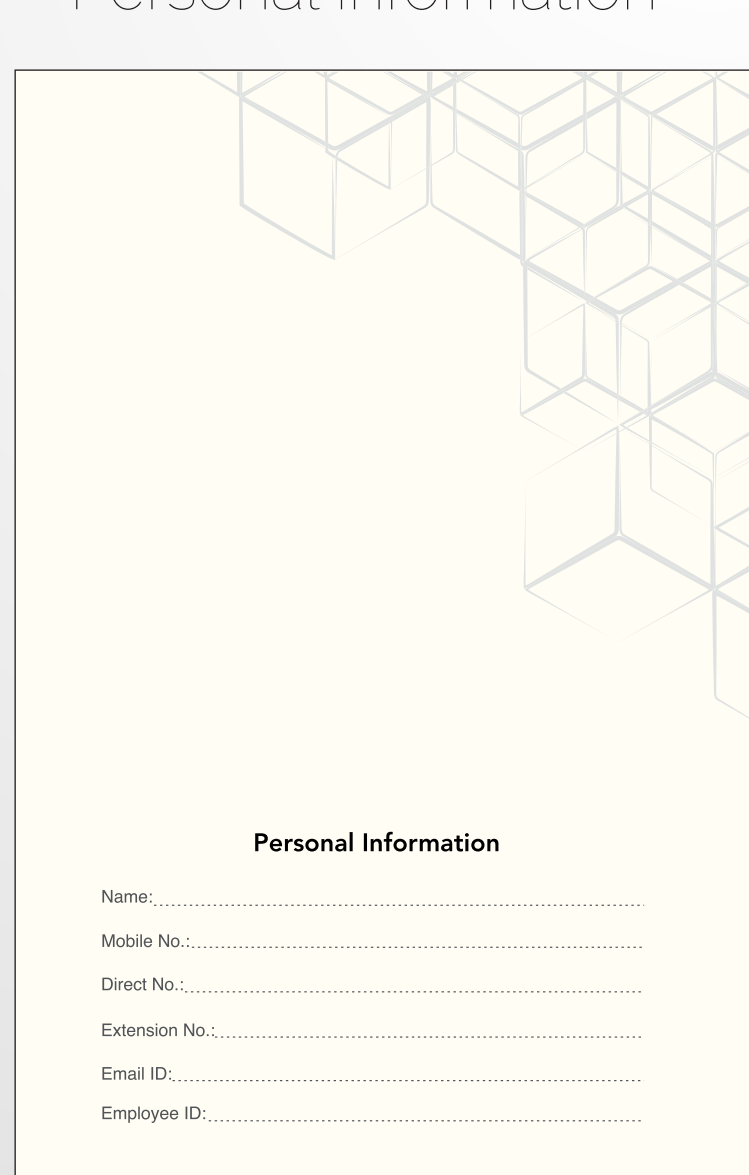 Personal Information
Personal Information
Name:
Mobile No.:
Direct No.:
Extension No.:
Email ID:
Employee ID: